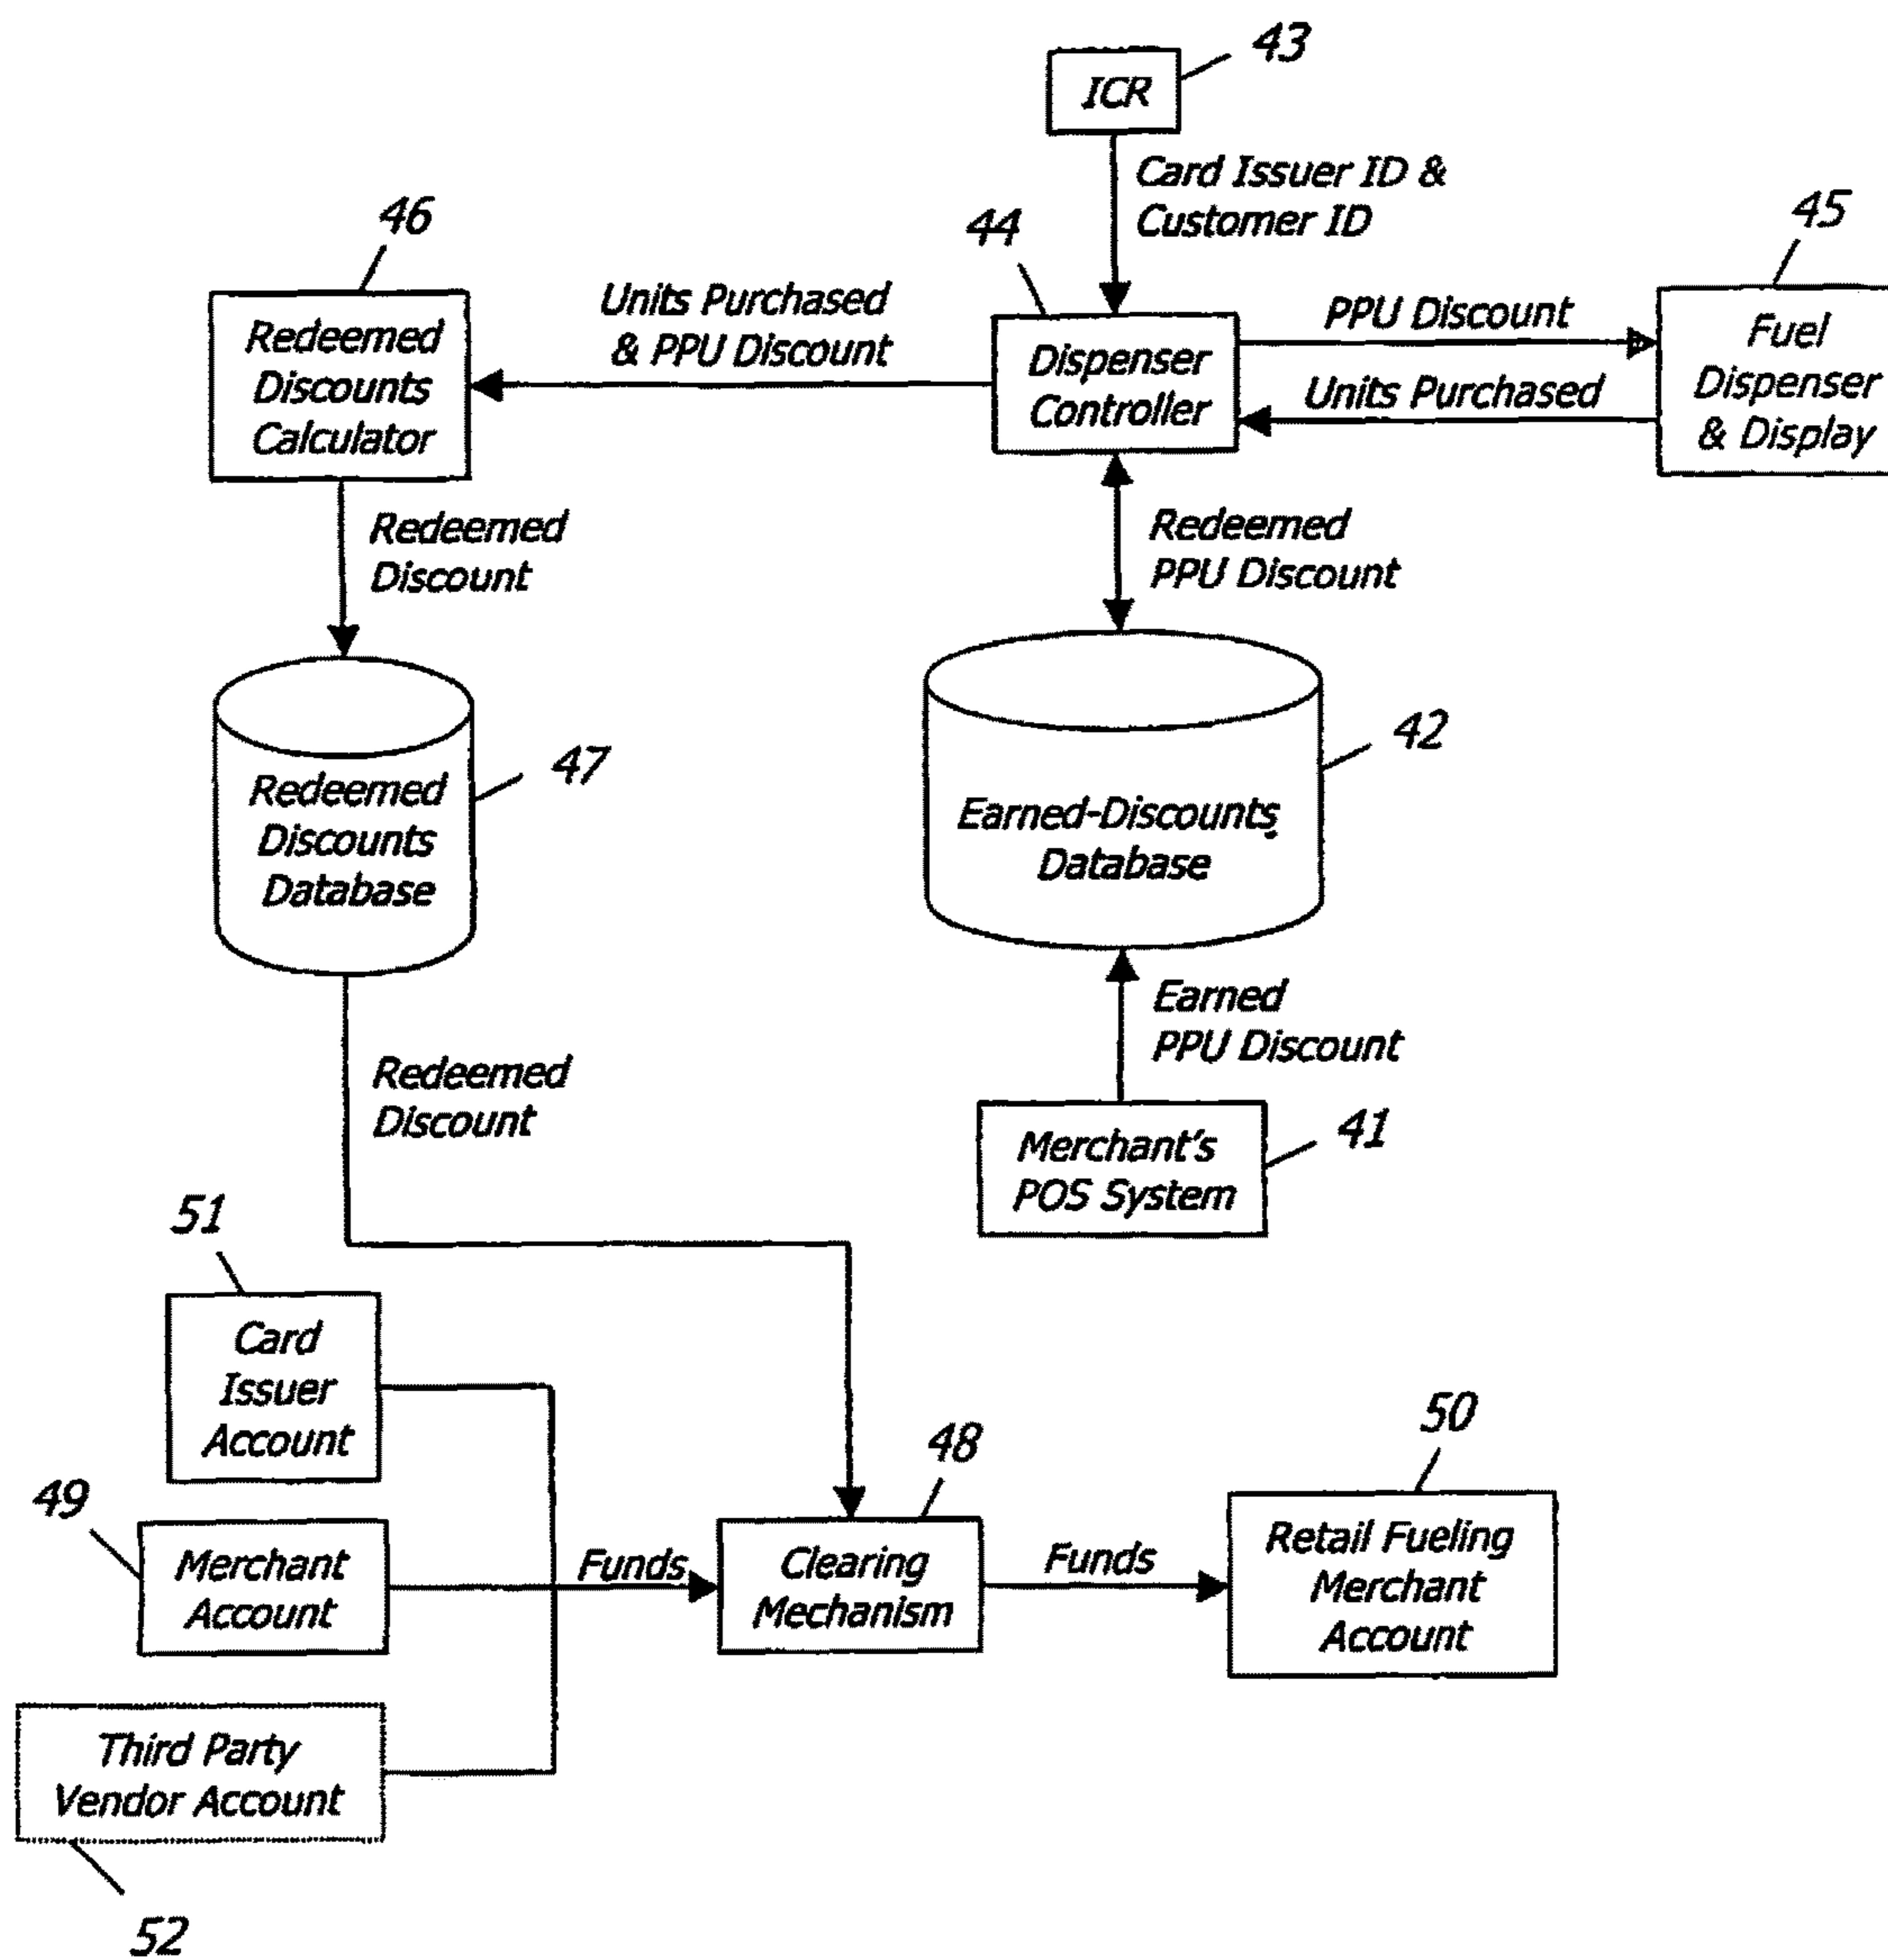 43
ICR
Card Issuer ID &
Customer ID
46
44
45
Redeemed
Discounts
Calculator
Units Purchased
& PPU Discount
Dispenser
Controller
PPU Discount
Units Purchased
Fuel
Dispenser
& Display
Redeemed
Discount
Redeemed
PPU Discount
47
Redeemed
Discounts
Database
42
Earned-Discounts
Database
Redeemed
Discount
Earned
PPU Discount
41
Merchant's
POS System
51
Card
Issuer
Account
49
Merchant
Account
Funds
48
Clearing
Mechanism
Funds
50
Retail Fueling
Merchant
Account
Third Party
Vendor Account
52